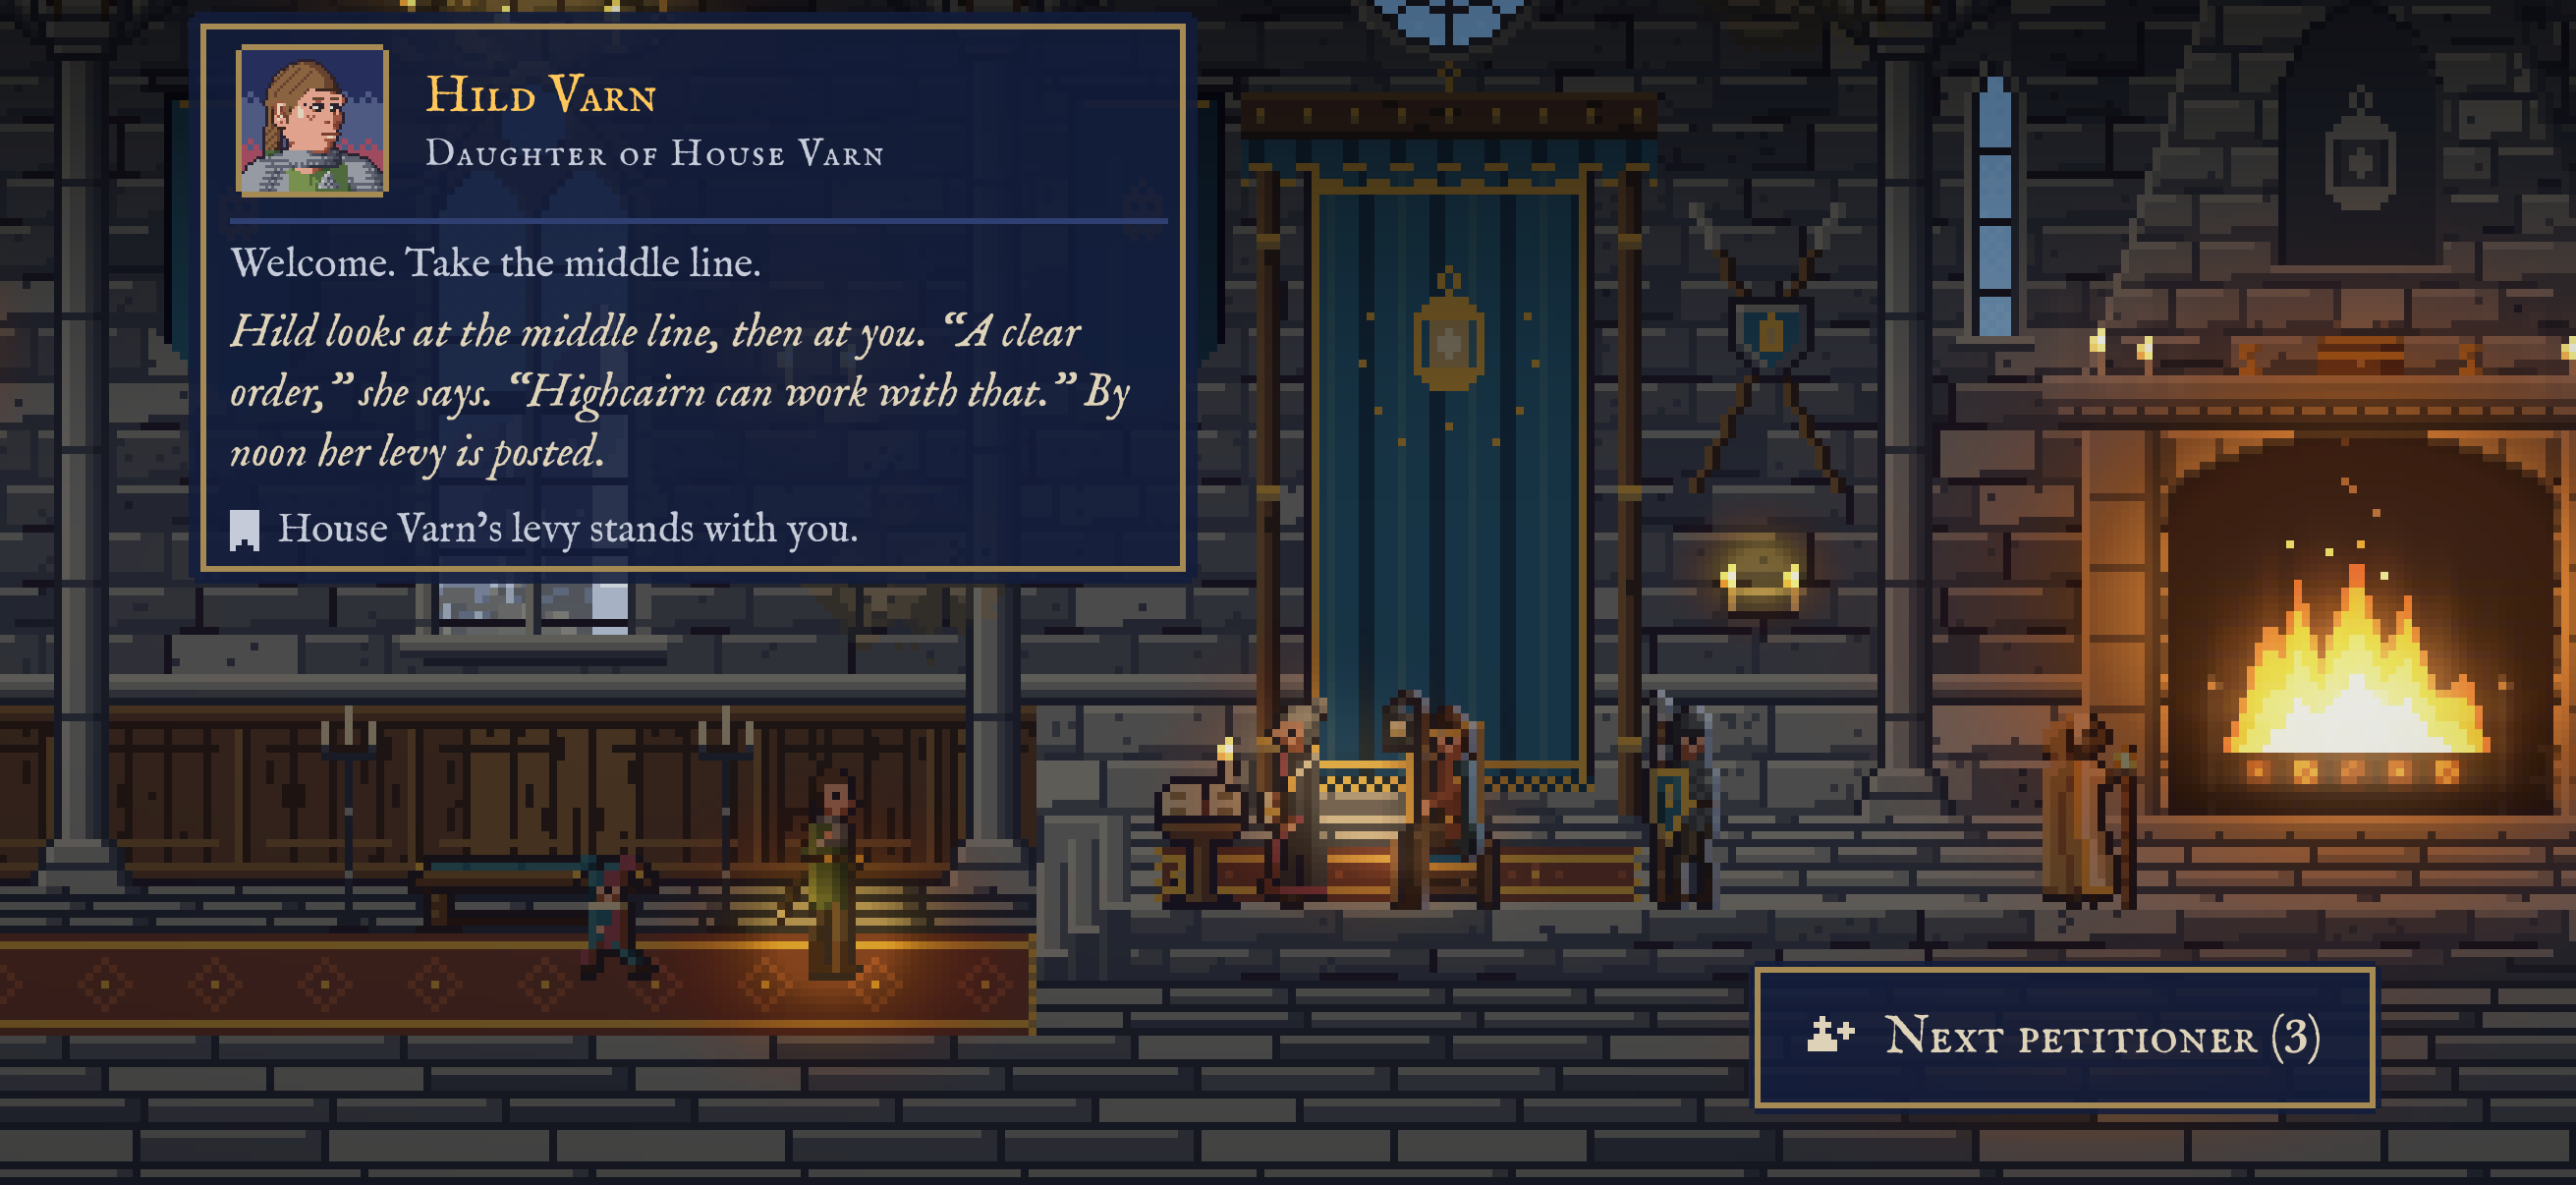 Hild Varn
Daughter of House Varn
Welcome. Take the middle line.
Hild looks at the middle line, then at you. “A clear
order,” she says. “Highcairn can work with that.” By
noon her levy is posted.
House Varn’s levy stands with you.
Next petitioner (3)